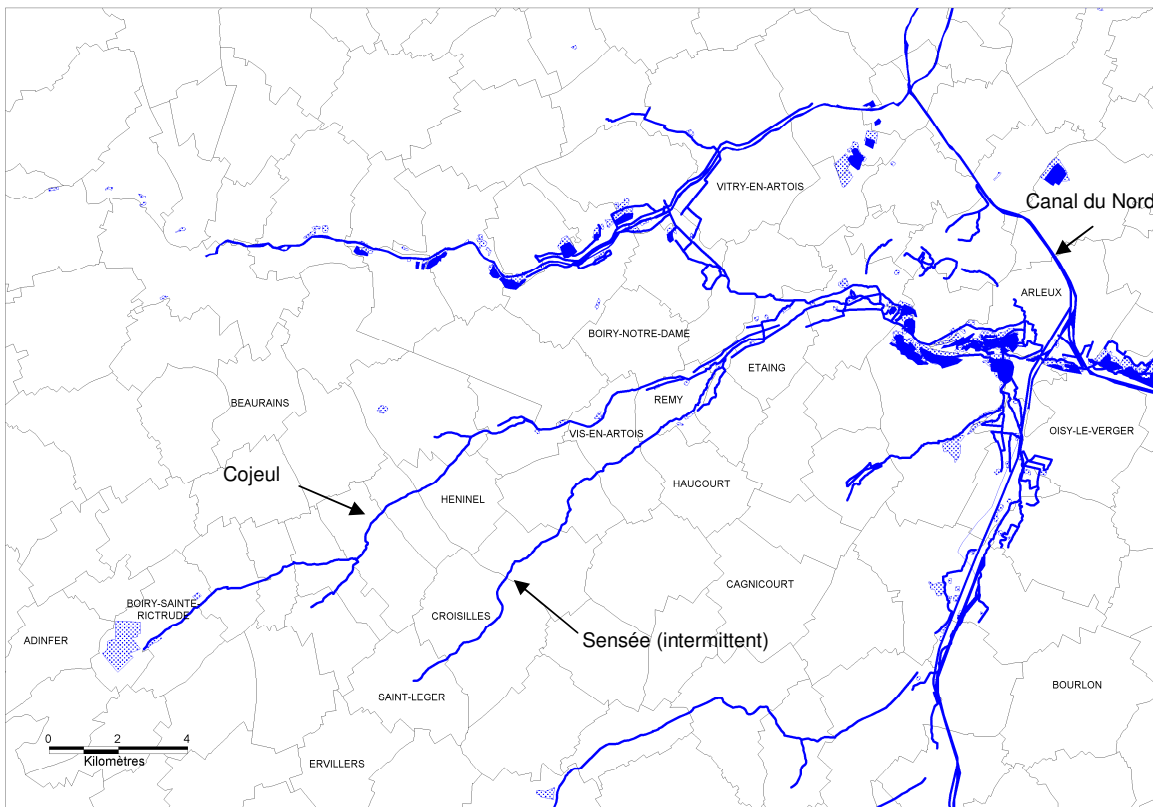 VITRY-EN-ARTOIS
Canal du Nord
ARLEUX
BOIRY-NOTRE-DAME
ETAING
BEAURAINS
REMY
VIS-EN-ARTOIS
OISY-LE-VERGER
Cojeul
HENINEL
HAUCOURT
CAGNICOURT
BOIRY-SAINTE-
RICTRUDE
CROISILLES
ADINFER
Sensée (intermittent)
SAINT-LEGER
BOURLON
0 2 4
Kilomètres
ERVILLERS